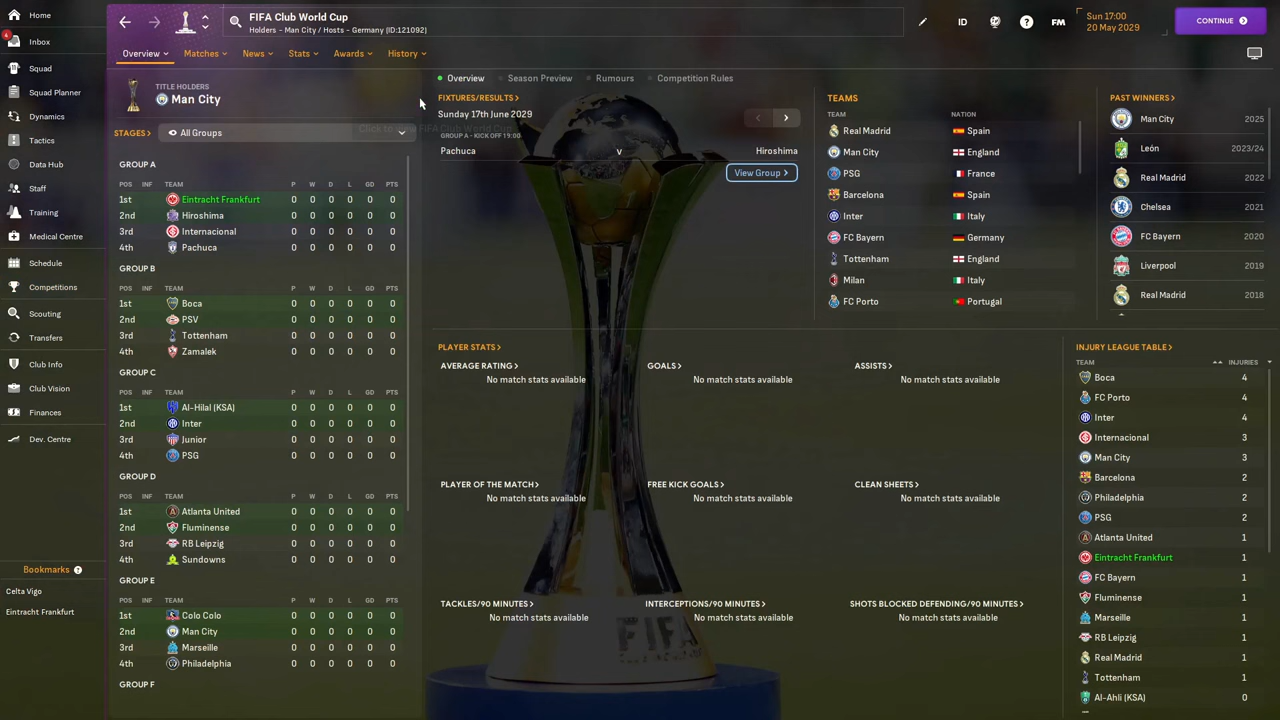 Home
4
Inbox
Squad
Squad Planner
Dynamics
Tactics
Data Hub
Staff
Training
Medical Centre
Schedule
Competitions
Scouting
Transfers
Club Info
Club Vision
Finances
Dev. Centre
Bookmarks ?
Celta Vigo
Eintracht Frankfurt
FIFA Club World Cup
Holders - Man City / Hosts - Germany (ID:121092)
ID
?
FM
Sun 17:00
20 May 2029
CONTINUE
Overview Matches News Stats Awards History
TITLE HOLDERS
Man City
STAGES> All Groups
Click to view FIFA Club World Cup
GROUP A
POS INF TEAM P W D L GD PTS
1st Eintracht Frankfurt 0 0 0 0 0 0
2nd Hiroshima 0 0 0 0 0 0
3rd Internacional 0 0 0 0 0 0
4th Pachuca 0 0 0 0 0 0
GROUP B
POS INF TEAM P W D L GD PTS
1st Boca 0 0 0 0 0 0
2nd PSV 0 0 0 0 0 0
3rd Tottenham 0 0 0 0 0 0
4th Zamalek 0 0 0 0 0 0
GROUP C
POS INF TEAM P W D L GD PTS
1st Al-Hilal (KSA) 0 0 0 0 0 0
2nd Inter 0 0 0 0 0 0
3rd Junior 0 0 0 0 0 0
4th PSG 0 0 0 0 0 0
GROUP D
POS INF TEAM P W D L GD PTS
1st Atlanta United 0 0 0 0 0 0
2nd Fluminense 0 0 0 0 0 0
3rd RB Leipzig 0 0 0 0 0 0
4th Sundowns 0 0 0 0 0 0
GROUP E
POS INF TEAM P W D L GD PTS
1st Colo Colo 0 0 0 0 0 0
2nd Man City 0 0 0 0 0 0
3rd Marseille 0 0 0 0 0 0
4th Philadelphia 0 0 0 0 0 0
GROUP F
Overview Season Preview Rumours Competition Rules
FIXTURES/RESULTS>
Sunday 17th June 2029
GROUP A - KICK OFF 19:00
Pachuca v Hiroshima
View Group >
TEAMS
TEAM NATION
Real Madrid Spain
Man City England
PSG France
Barcelona Spain
Inter Italy
FC Bayern Germany
Tottenham England
Milan Italy
FC Porto Portugal
PAST WINNERS>
Man City 2025
León 2023/24
Real Madrid 2022
Chelsea 2021
FC Bayern 2020
Liverpool 2019
Real Madrid 2018
PLAYER STATS>
AVERAGE RATING>
No match stats available
GOALS>
No match stats available
ASSISTS>
No match stats available
PLAYER OF THE MATCH>
No match stats available
FREE KICK GOALS>
No match stats available
CLEAN SHEETS>
No match stats available
TACKLES/90 MINUTES>
No match stats available
INTERCEPTIONS/90 MINUTES>
No match stats available
SHOTS BLOCKED DEFENDING/90 MINUTES>
No match stats available
FIFA
INJURY LEAGUE TABLE>
TEAM INJURIES
Boca 4
FC Porto 4
Inter 4
Internacional 3
Man City 3
Barcelona 2
Philadelphia 2
PSG 2
Atlanta United 1
Eintracht Frankfurt 1
FC Bayern 1
Fluminense 1
Marseille 1
RB Leipzig 1
Real Madrid 1
Tottenham 1
Al-Ahli (KSA) 0